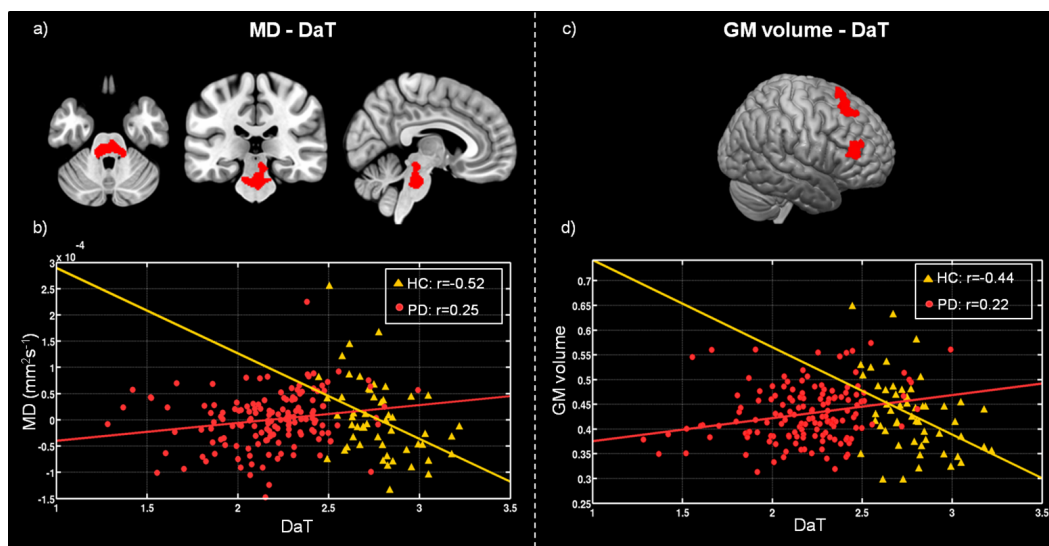 a)
MD - DaT
c)
GM volume - DaT
b)
x 10
-4
3
2.5
2
1.5
1
0.5
0
-0.5
-1
-1.5
MD (mm²s⁻¹)
HC: r=-0.52
PD: r=0.25
1
1.5
2
2.5
3
3.5
DaT
d)
0.7
0.65
0.6
0.55
0.5
0.45
0.4
0.35
0.3
0.25
GM volume
HC: r=-0.44
PD: r=0.22
1
1.5
2
2.5
3
3.5
DaT